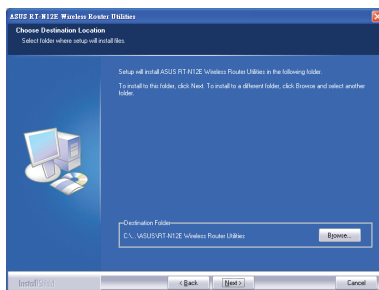 ASUS RT-N12E Wireless Router Utilities
Choose Destination Location
Select folder where setup will install files.
Setup will install ASUS RT-N12E Wireless Router Utilities in the following folder.
To install to this folder, click Next. To install to a different folder, click Browse and select another
folder.
Destination Folder
C:\...\ASUS\RT-N12E Wireless Router Utilities
Browse...
InstallShield
< Back
Next >
Cancel